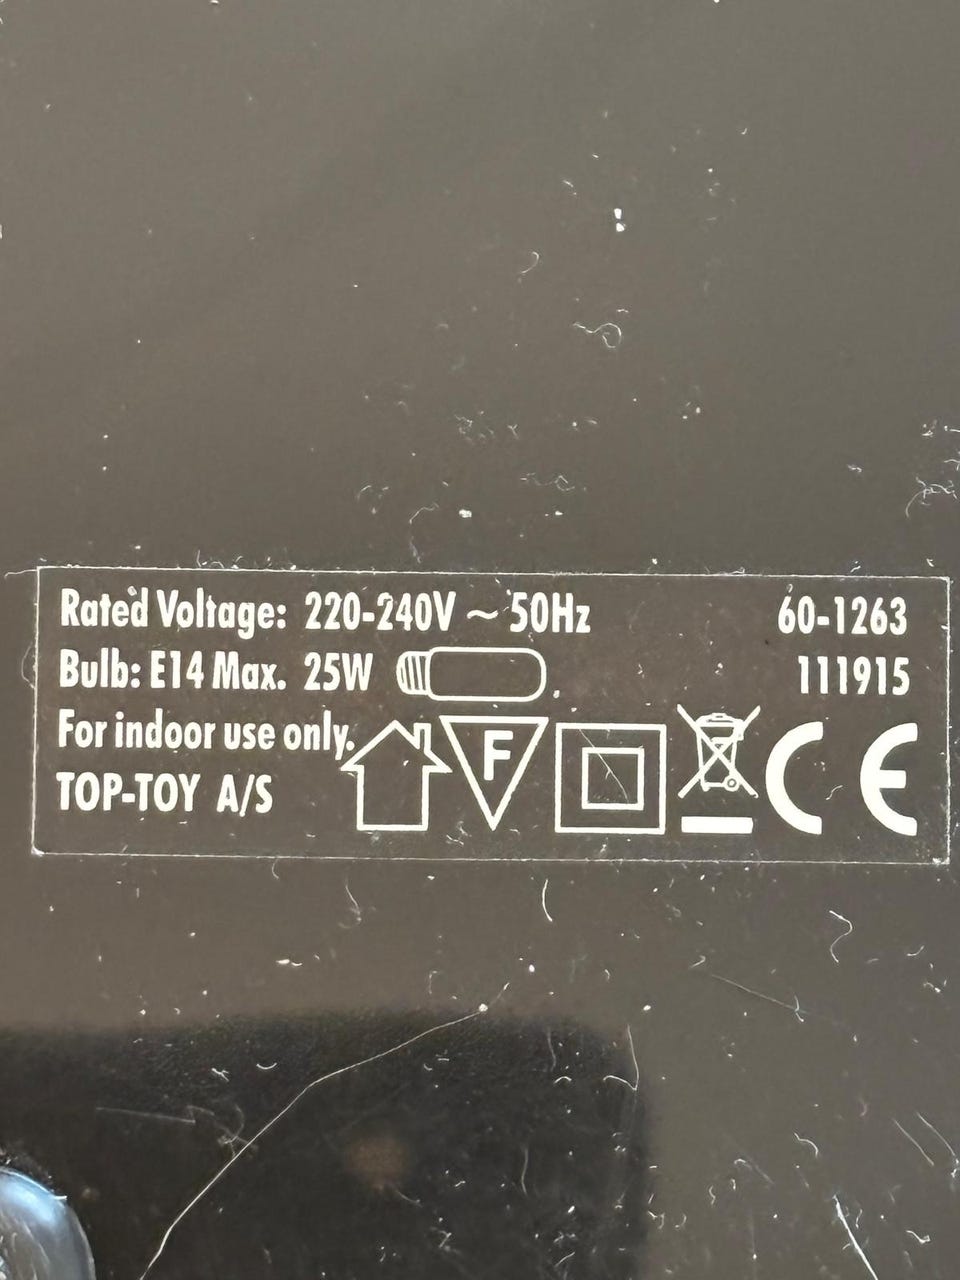 Rated Voltage: 220-240V ~ 50Hz 60-1263
Bulb: E14 Max. 25W 111915
For indoor use only.
TOP-TOY A/S
F
CE